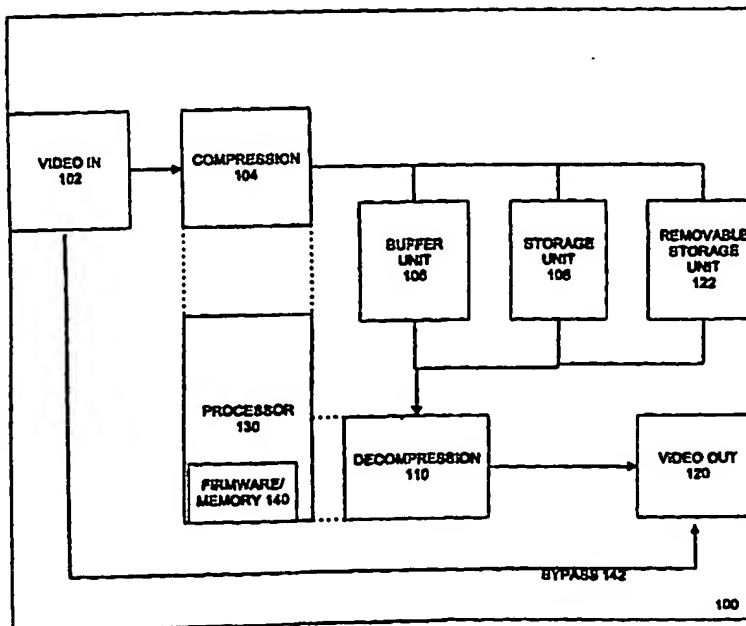 VIDEO IN
102
COMPRESSION
104
BUFFER
UNIT
106
STORAGE
UNIT
108
REMOVABLE
STORAGE
UNIT
122
PROCESSOR
130
FIRMWARE/
MEMORY 140
DECOMPRESSION
110
VIDEO OUT
120
BYPASS 142
100